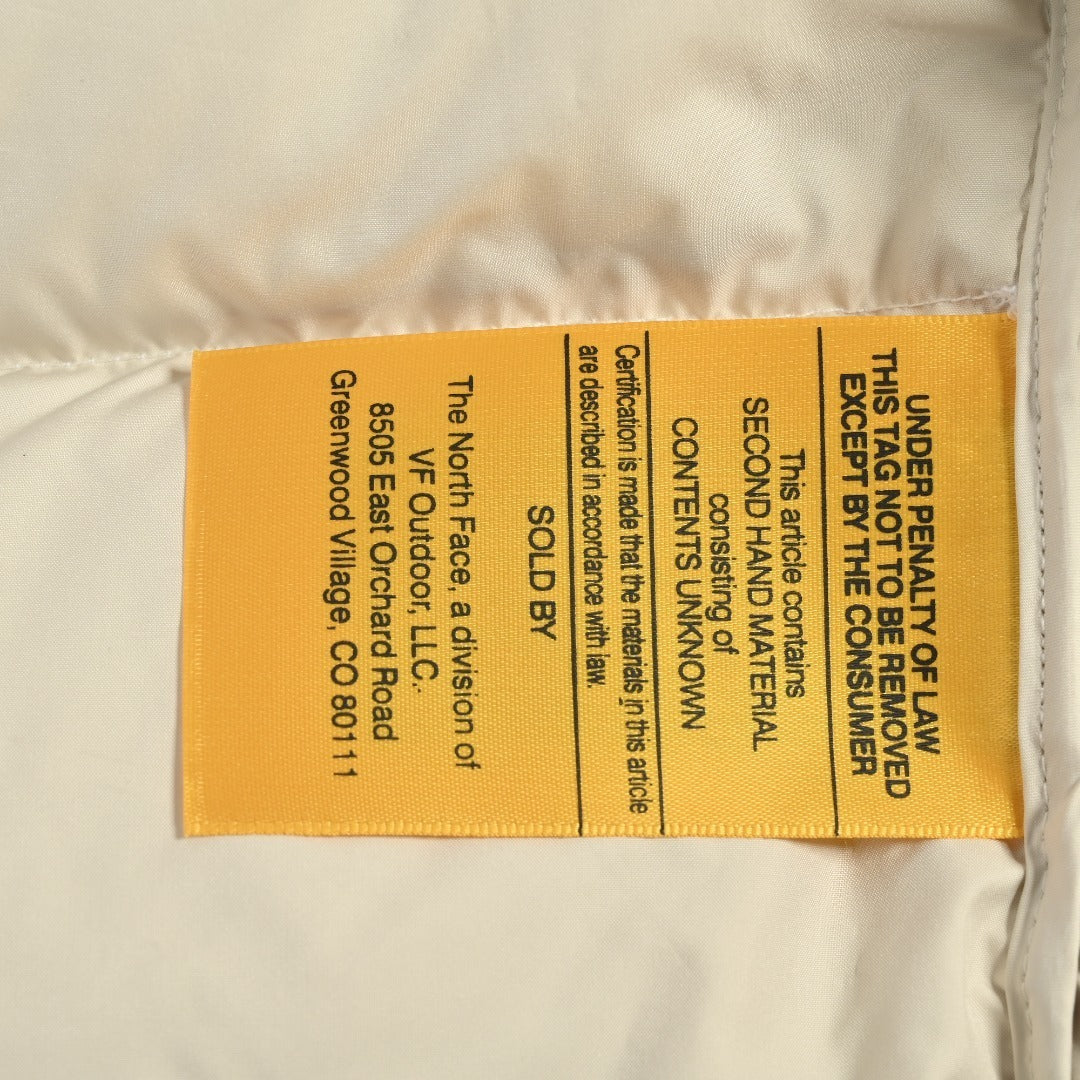 UNDER PENALTY OF LAW
THIS TAG NOT TO BE REMOVED
EXCEPT BY THE CONSUMER
This article contains
SECOND HAND MATERIAL
consisting of
CONTENTS UNKNOWN
Certification is made that the materials in this article
are described in accordance with law.
SOLD BY
The North Face, a division of
VF Outdoor, LLC.
8505 East Orchard Road
Greenwood Village, CO 80111